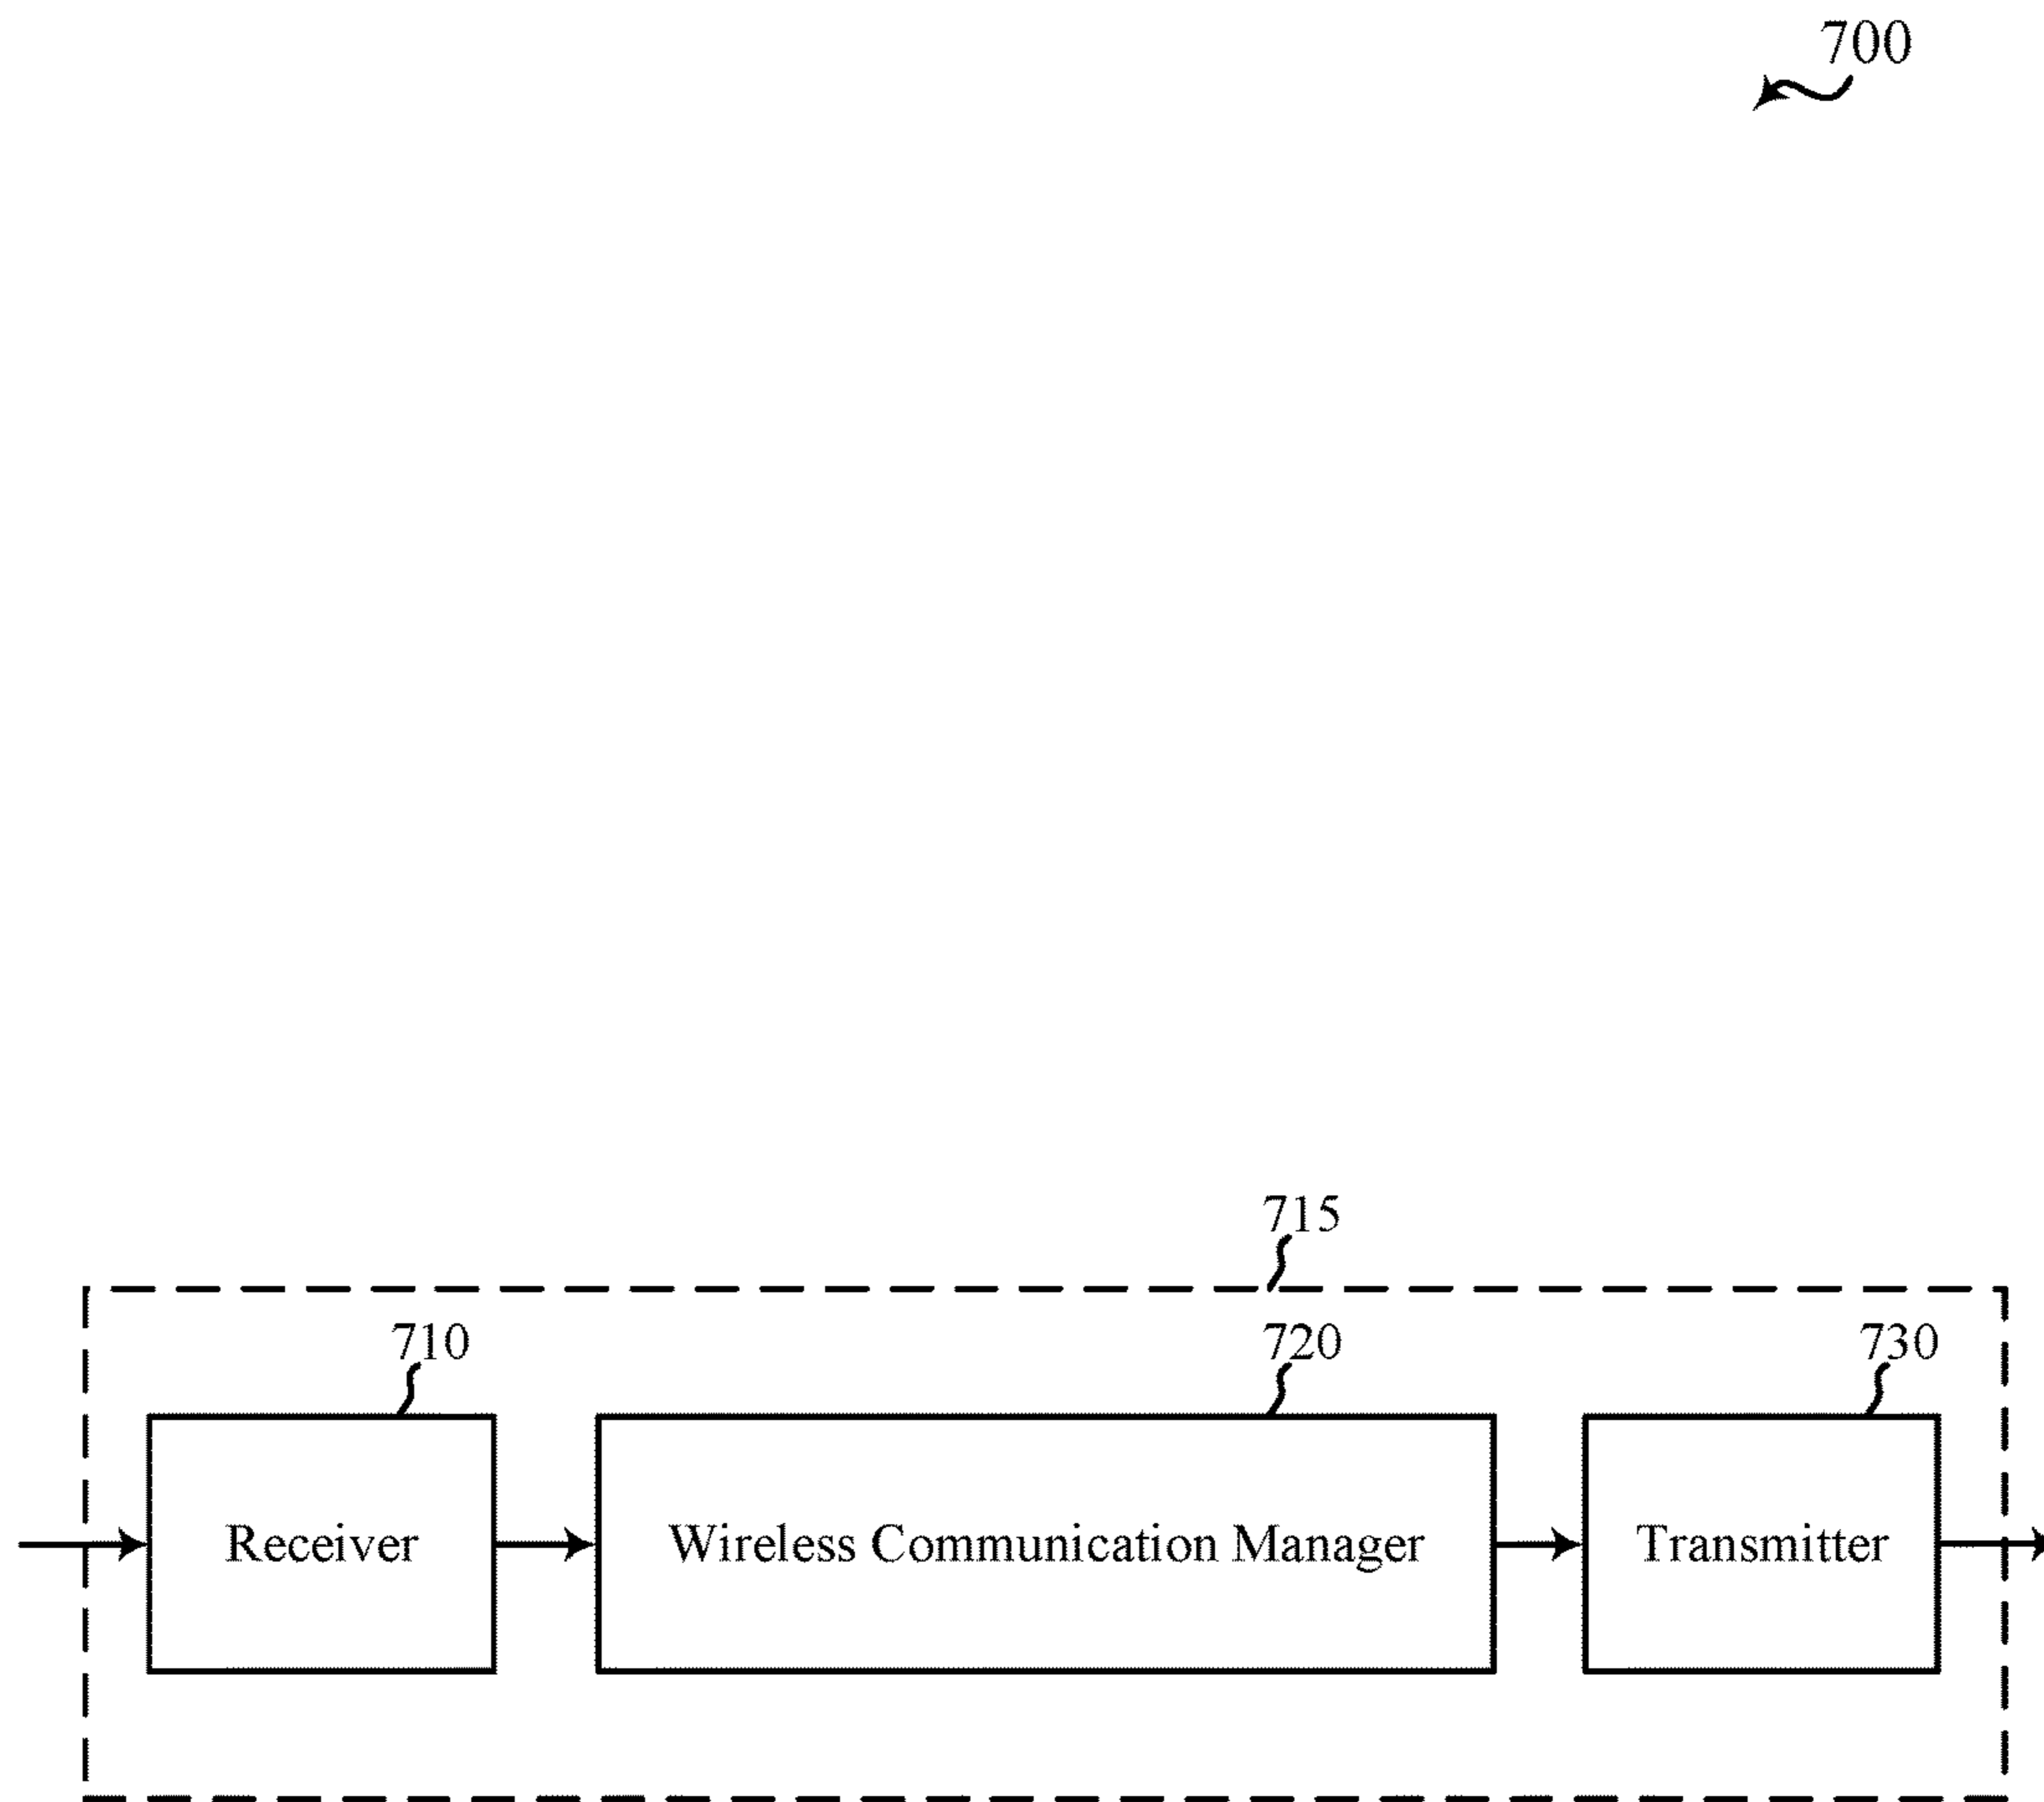 700
715
710
720
730
Receiver
Wireless Communication Manager
Transmitter